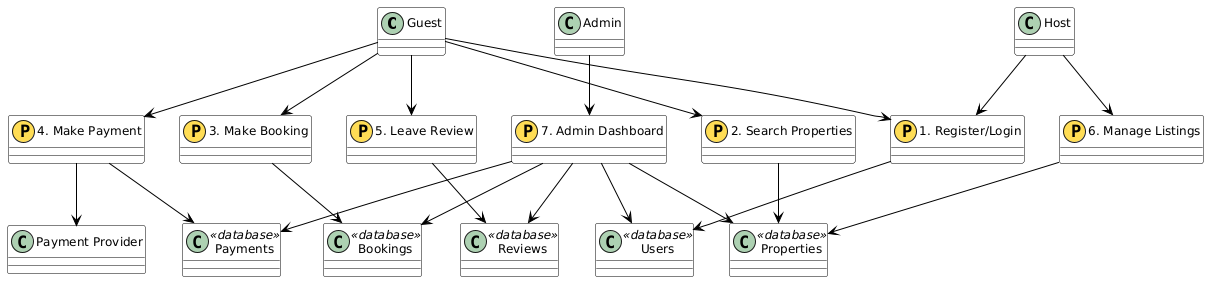 C Guest
C Admin
C Host
P 4. Make Payment
P 3. Make Booking
P 5. Leave Review
P 7. Admin Dashboard
P 2. Search Properties
P 1. Register/Login
P 6. Manage Listings
C Payment Provider
C «database»
Payments
C «database»
Bookings
C «database»
Reviews
C «database»
Users
C «database»
Properties